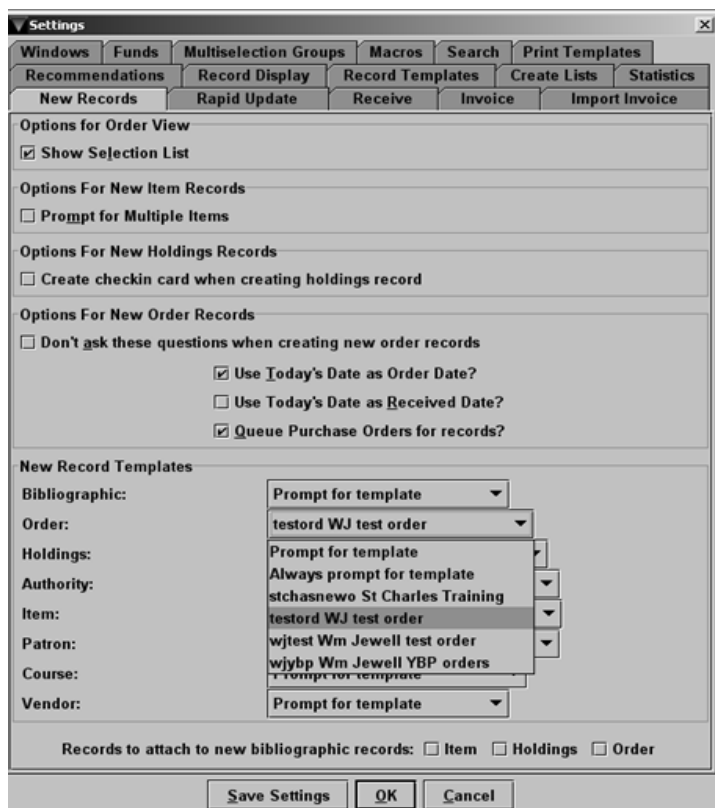 Settings
Windows Funds Multiselection Groups Macros Search Print Templates
Recommendations Record Display Record Templates Create Lists Statistics
New Records Rapid Update Receive Invoice Import Invoice
Options for Order View
Show Selection List
Options For New Item Records
Prompt for Multiple Items
Options For New Holdings Records
Create checkin card when creating holdings record
Options For New Order Records
Don't ask these questions when creating new order records
Use Today's Date as Order Date?
Use Today's Date as Received Date?
Queue Purchase Orders for records?
New Record Templates
Bibliographic: Prompt for template
Order: testord WJ test order
Holdings: Prompt for template
Authority: Always prompt for template
stchasnewo St Charles Training
Item: testord WJ test order
Patron: wjtest Wm Jewell test order
wjybp Wm Jewell YBP orders
Course: Prompt for template
Vendor: Prompt for template
Records to attach to new bibliographic records: Item Holdings Order
Save Settings OK Cancel